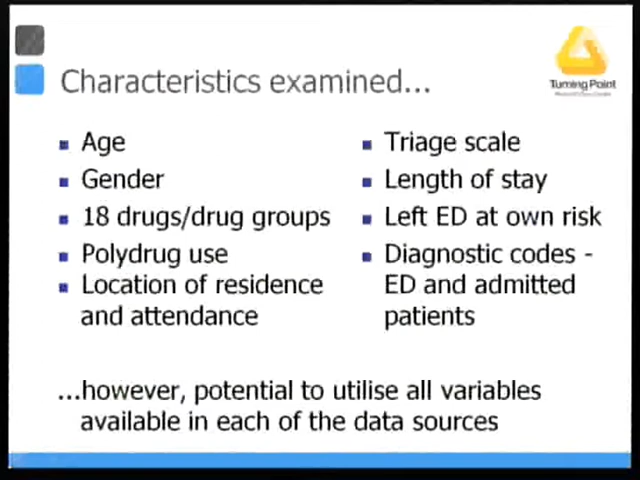 Turning Point
Characteristics examined...
Age
Gender
18 drugs/drug groups
Polydrug use
Location of residence
and attendance
Triage scale
Length of stay
Left ED at own risk
Diagnostic codes -
ED and admitted
patients
...however, potential to utilise all variables
available in each of the data sources